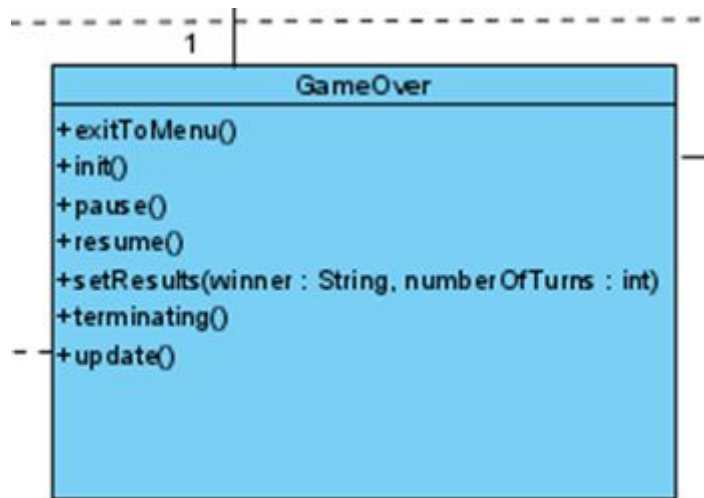 1
GameOver
+exitToMenu()
+init()
+pause()
+resume()
+setResults(winner : String, numberOfTurns : int)
+terminating()
+update()